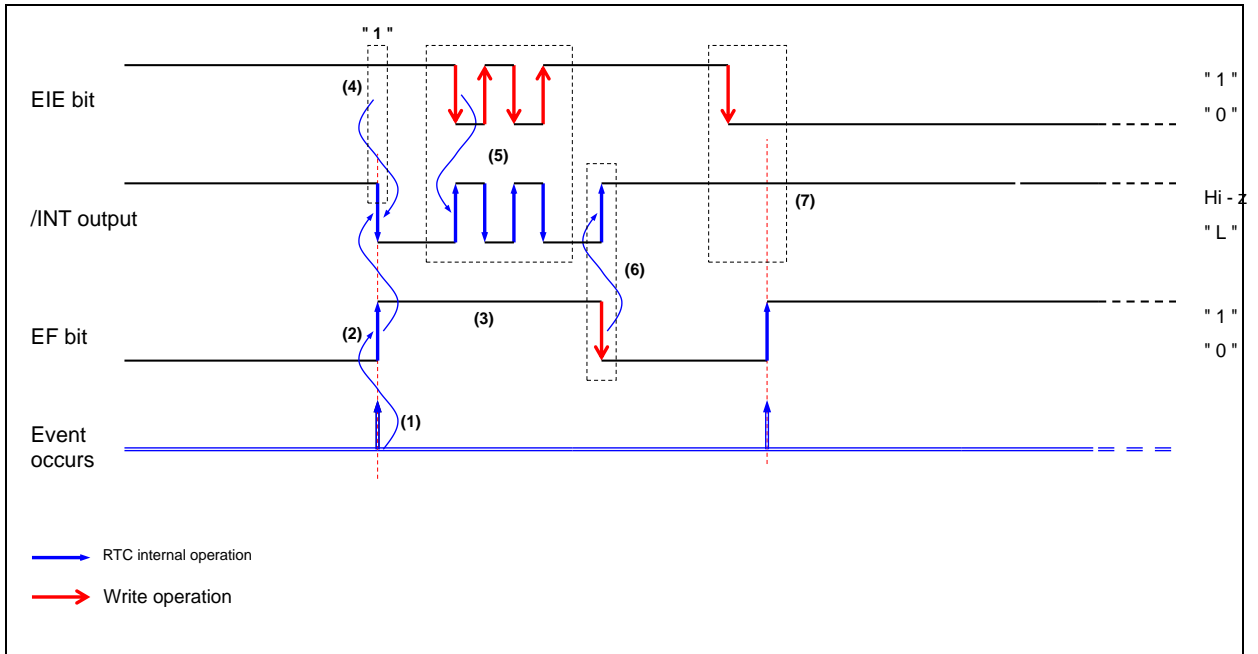 " 1 "
EIE bit
(4)
(5)
" 1 "
" 0 "
/INT output
(7)
Hi - z
" L "
(6)
EF bit
(2)
(3)
" 1 "
" 0 "
Event
occurs
(1)
RTC internal operation
Write operation